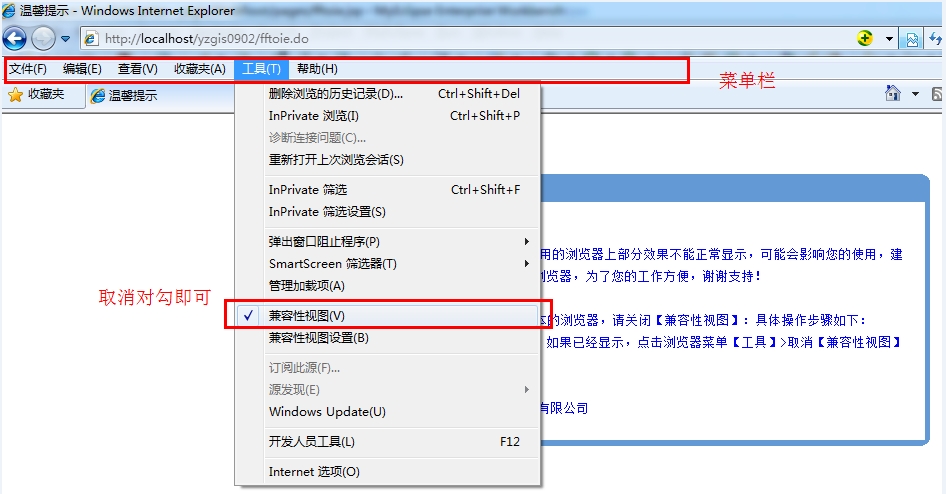 温馨提示 - Windows Internet Explorer
http://localhost/yzgis0902/fftoie.do
文件(F) 编辑(E) 查看(V) 收藏夹(A) 工具(T) 帮助(H)
菜单栏
收藏夹 温馨提示
删除浏览的历史记录(D)... Ctrl+Shift+Del
InPrivate 浏览(I) Ctrl+Shift+P
诊断连接问题(C)...
重新打开上次浏览会话(S)
InPrivate 筛选 Ctrl+Shift+F
InPrivate 筛选设置(S)
弹出窗口阻止程序(P)
SmartScreen 筛选器(T)
管理加载项(A)
兼容性视图(V)
兼容性视图设置(B)
订阅此源(F)...
源发现(E)
Windows Update(U)
开发人员工具(L) F12
Internet 选项(O)
取消对勾即可
用的浏览器上部分效果不能正常显示，可能会影响您的使用，建
浏览器，为了您的工作方便，谢谢支持！
的浏览器，请关闭【兼容性视图】：具体操作步骤如下：
如果已经显示，点击浏览器菜单【工具】>取消【兼容性视图】
有限公司